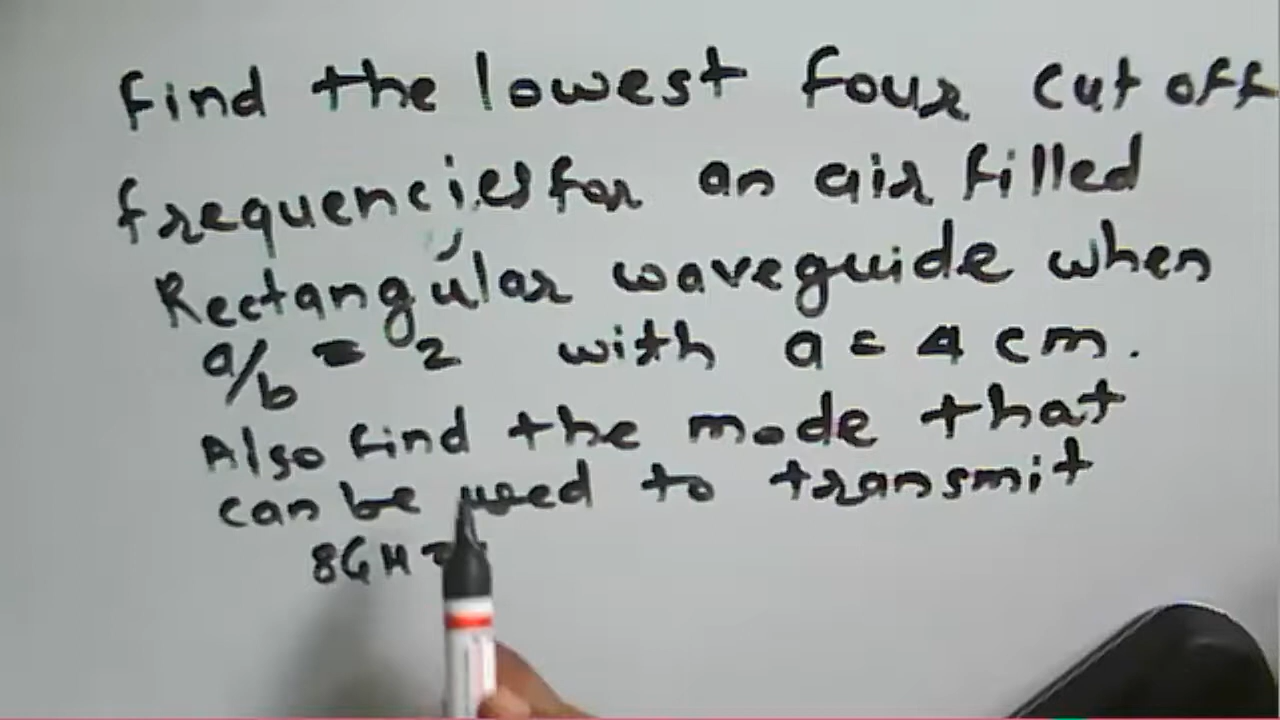 Find the lowest four cut off
frequencies for an air filled
Rectangular waveguide when
a/b = 2 with a = 4 cm.
Also find the mode that
can be used to transmit
8GHz